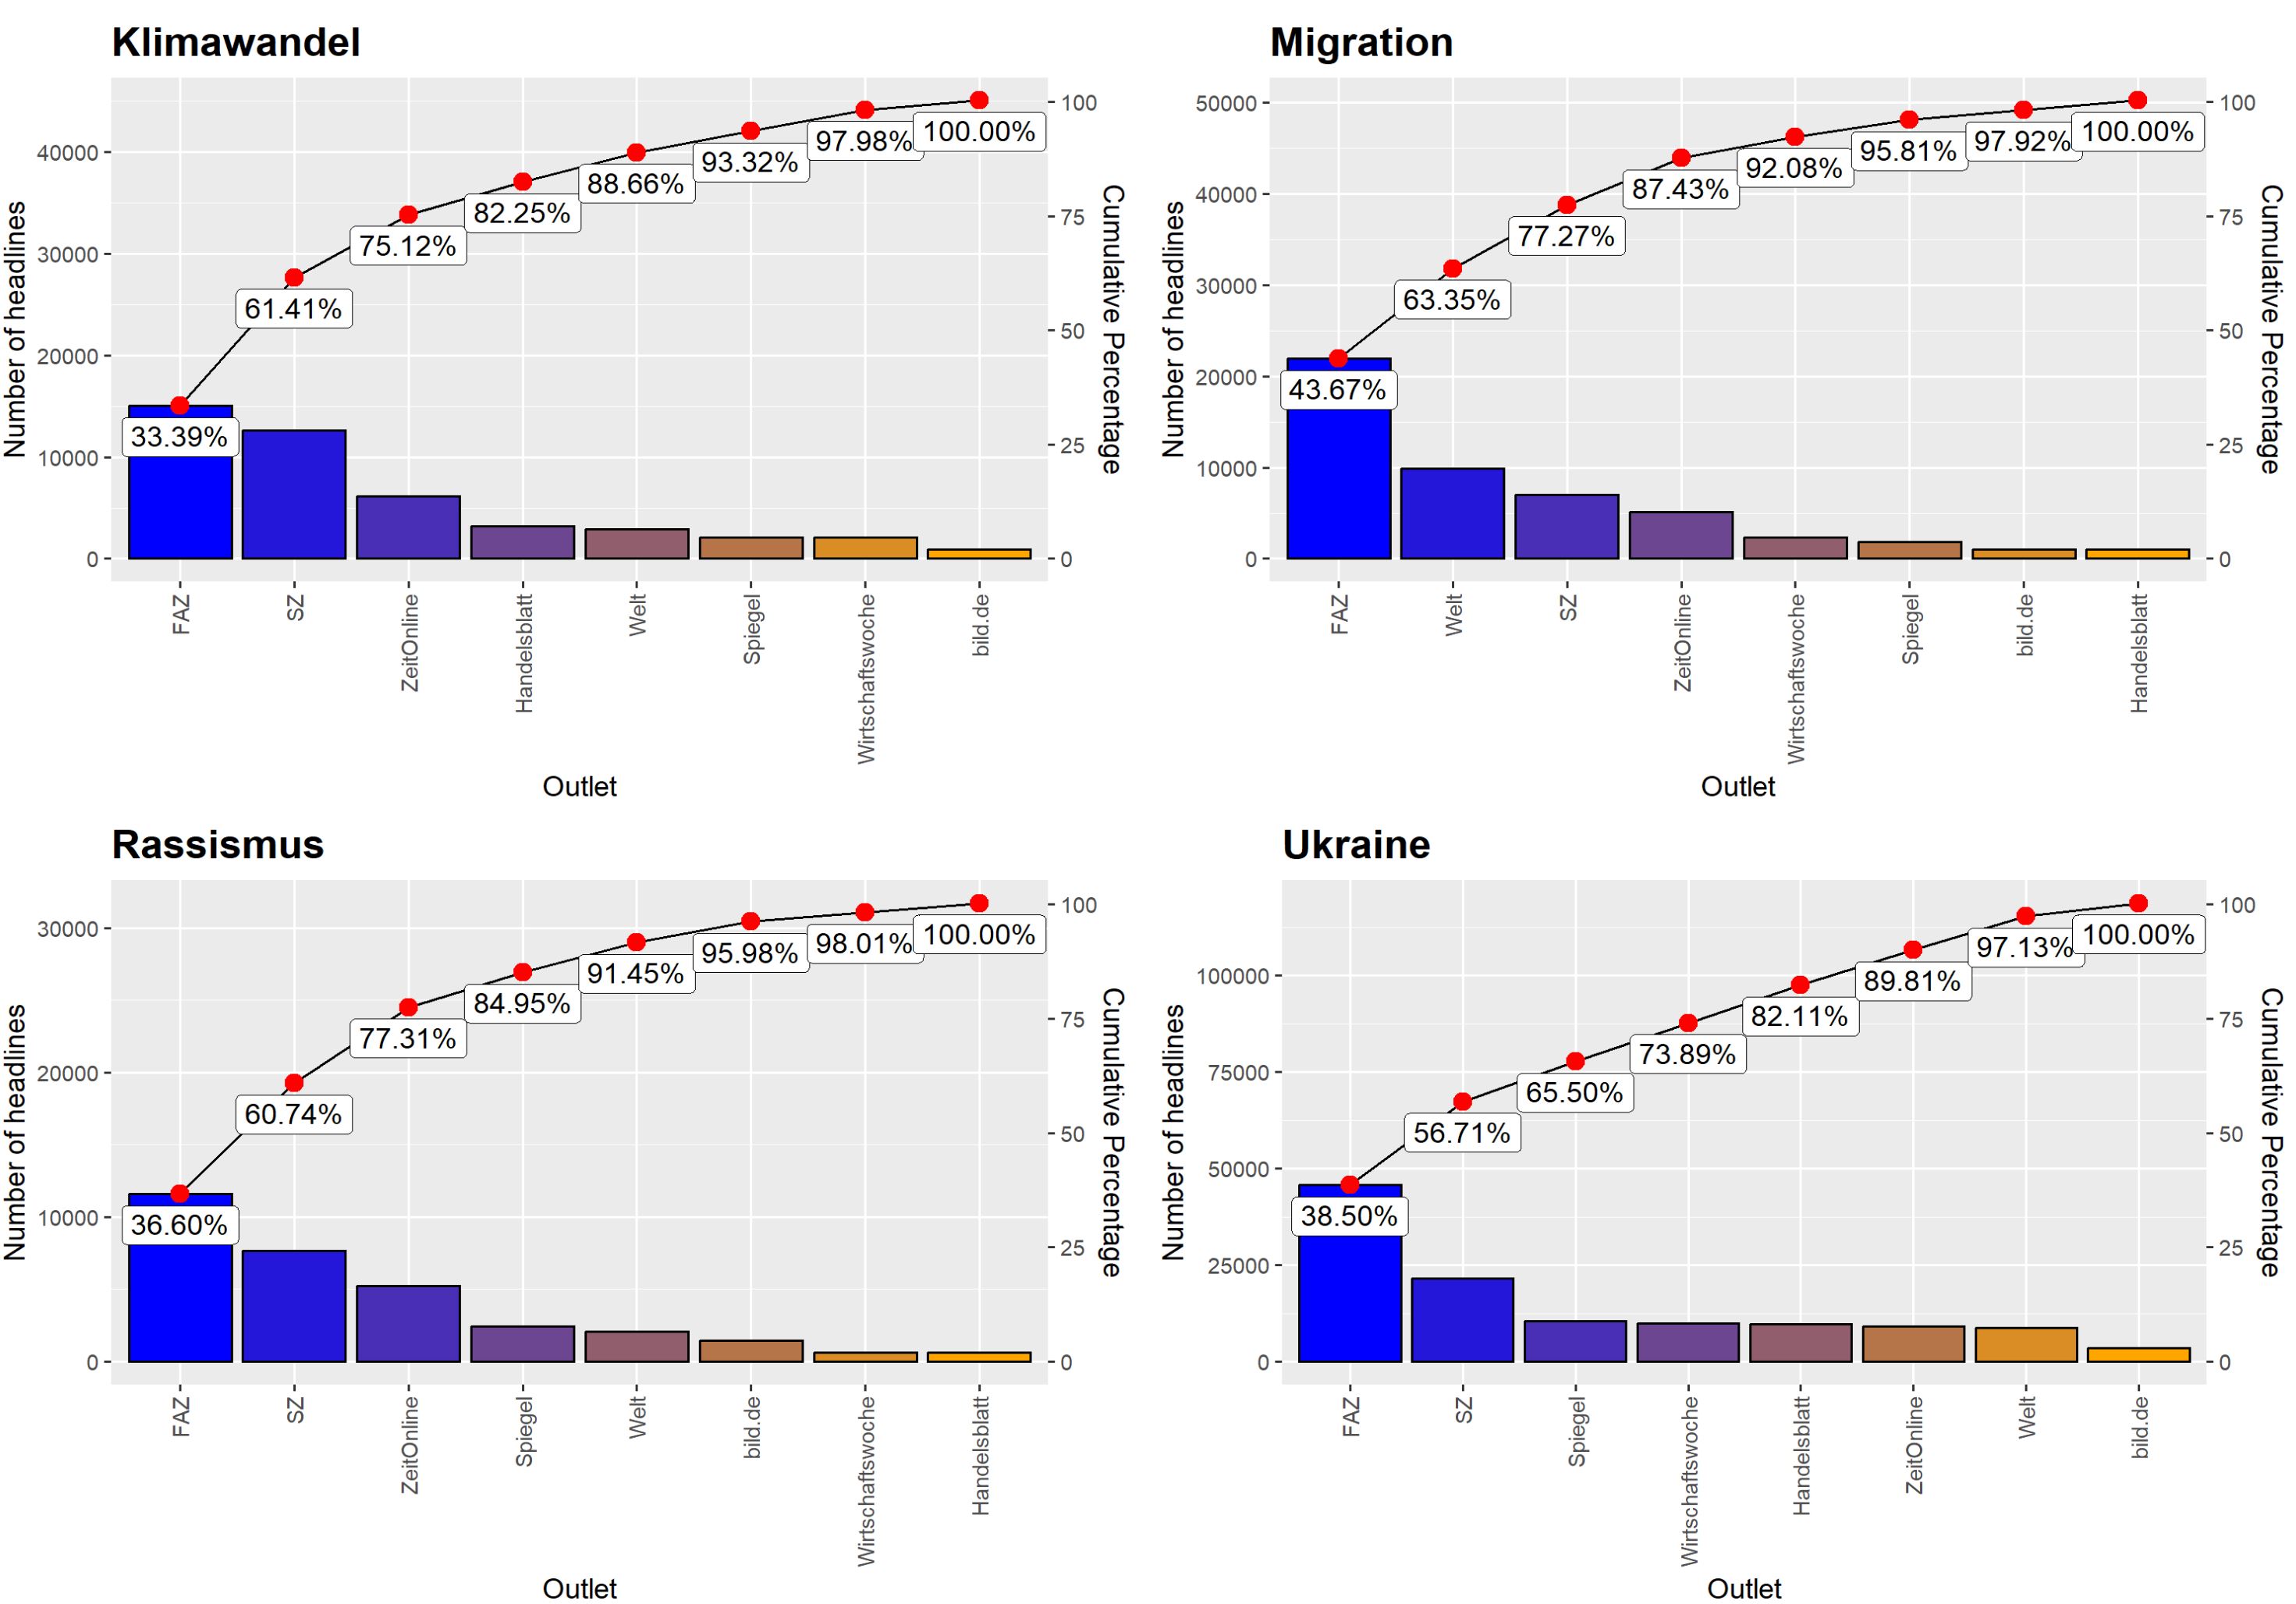 Klimawandel
Number of headlines
40000
30000
20000
10000
0
33.39%
61.41%
75.12%
82.25%
88.66%
93.32%
97.98%
100.00%
100
75
50
25
0
Cumulative Percentage
FAZ
SZ
ZeitOnline
Handelsblatt
Welt
Spiegel
Wirtschaftswoche
bild.de
Outlet
Migration
Number of headlines
50000
40000
30000
20000
10000
0
43.67%
63.35%
77.27%
87.43%
92.08%
95.81%
97.92%
100.00%
100
75
50
25
0
Cumulative Percentage
FAZ
Welt
SZ
ZeitOnline
Wirtschaftswoche
Spiegel
bild.de
Handelsblatt
Outlet
Rassismus
Number of headlines
30000
20000
10000
0
36.60%
60.74%
77.31%
84.95%
91.45%
95.98%
98.01%
100.00%
100
75
50
25
0
Cumulative Percentage
FAZ
SZ
ZeitOnline
Spiegel
Welt
bild.de
Wirtschaftswoche
Handelsblatt
Outlet
Ukraine
Number of headlines
100000
75000
50000
25000
0
38.50%
56.71%
65.50%
73.89%
82.11%
89.81%
97.13%
100.00%
100
75
50
25
0
Cumulative Percentage
FAZ
SZ
Spiegel
Wirtschaftswoche
Handelsblatt
ZeitOnline
Welt
bild.de
Outlet